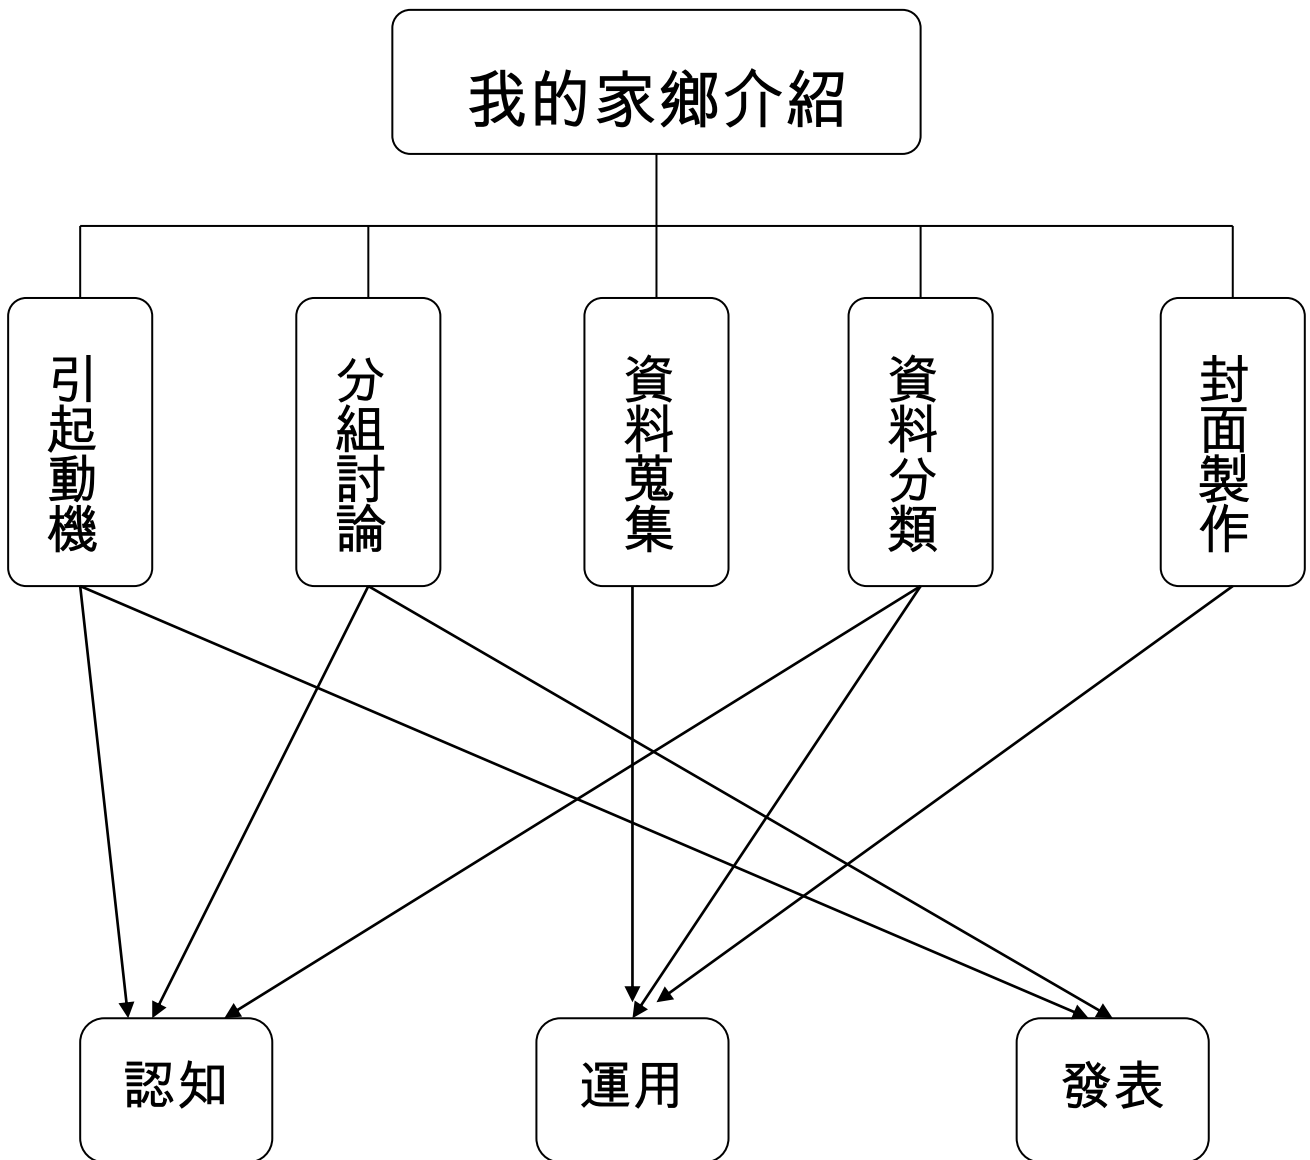 我的家鄉介紹
引起動機
分組討論
資料蒐集
資料分類
封面製作
認知
運用
發表